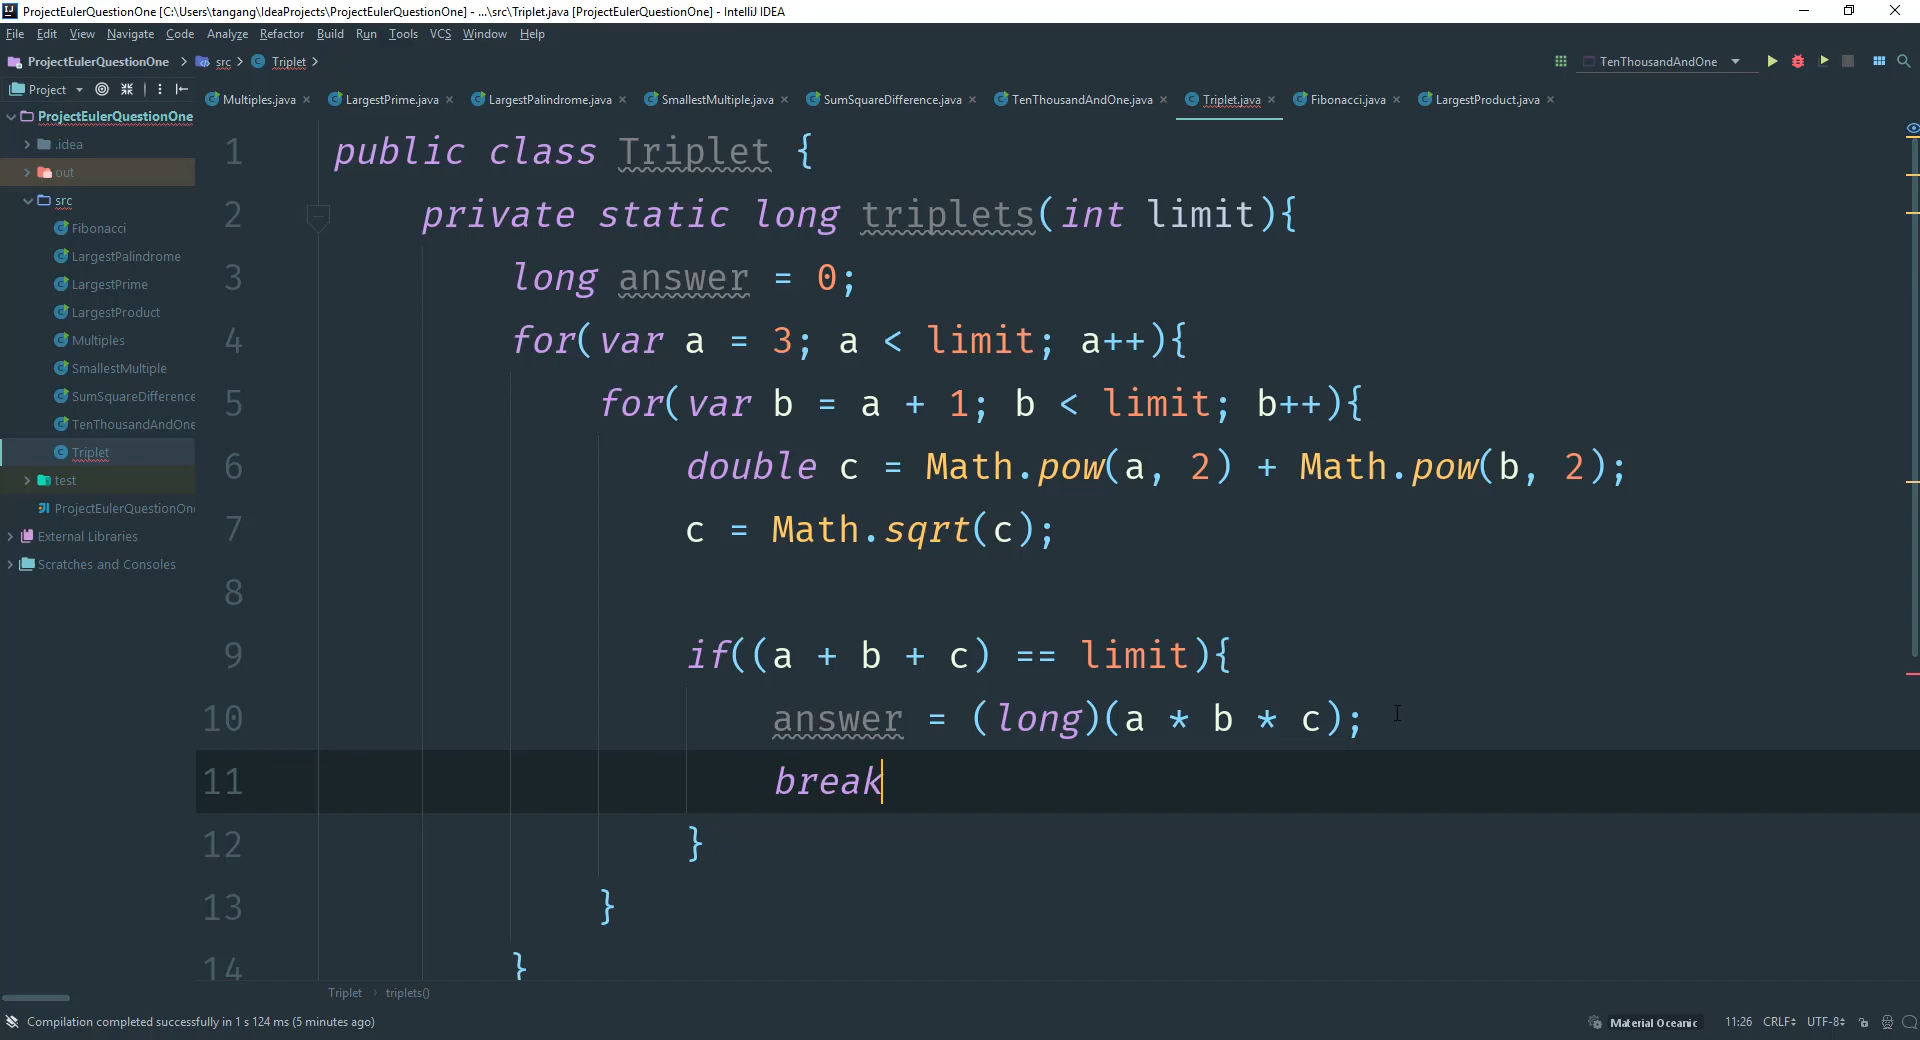 ProjectEulerQuestionOne [C:\Users\tangang\IdeaProjects\ProjectEulerQuestionOne] - ...\src\Triplet.java [ProjectEulerQuestionOne] - IntelliJ IDEA
File Edit View Navigate Code Analyze Refactor Build Run Tools VCS Window Help
ProjectEulerQuestionOne src Triplet TenThousandAndOne
Project Multiples.java LargestPrime.java LargestPalindrome.java SmallestMultiple.java SumSquareDifference.java TenThousandAndOne.java Triplet.java Fibonacci.java LargestProduct.java
ProjectEulerQuestionOne
.idea
out
src
Fibonacci
LargestPalindrome
LargestPrime
LargestProduct
Multiples
SmallestMultiple
SumSquareDifference
TenThousandAndOne
Triplet
test
ProjectEulerQuestionOn
External Libraries
Scratches and Consoles
1 public class Triplet {
2 private static long triplets(int limit){
3 long answer = 0;
4 for(var a = 3; a < limit; a++){
5 for(var b = a + 1; b < limit; b++){
6 double c = Math.pow(a, 2) + Math.pow(b, 2);
7 c = Math.sqrt(c);
8
9 if((a + b + c) == limit){
10 answer = (long)(a * b * c);
11 break
12 }
13 }
14 }
Triplet triplets()
Compilation completed successfully in 1 s 124 ms (5 minutes ago) Material Oceanic 11:26 CRLF UTF-8